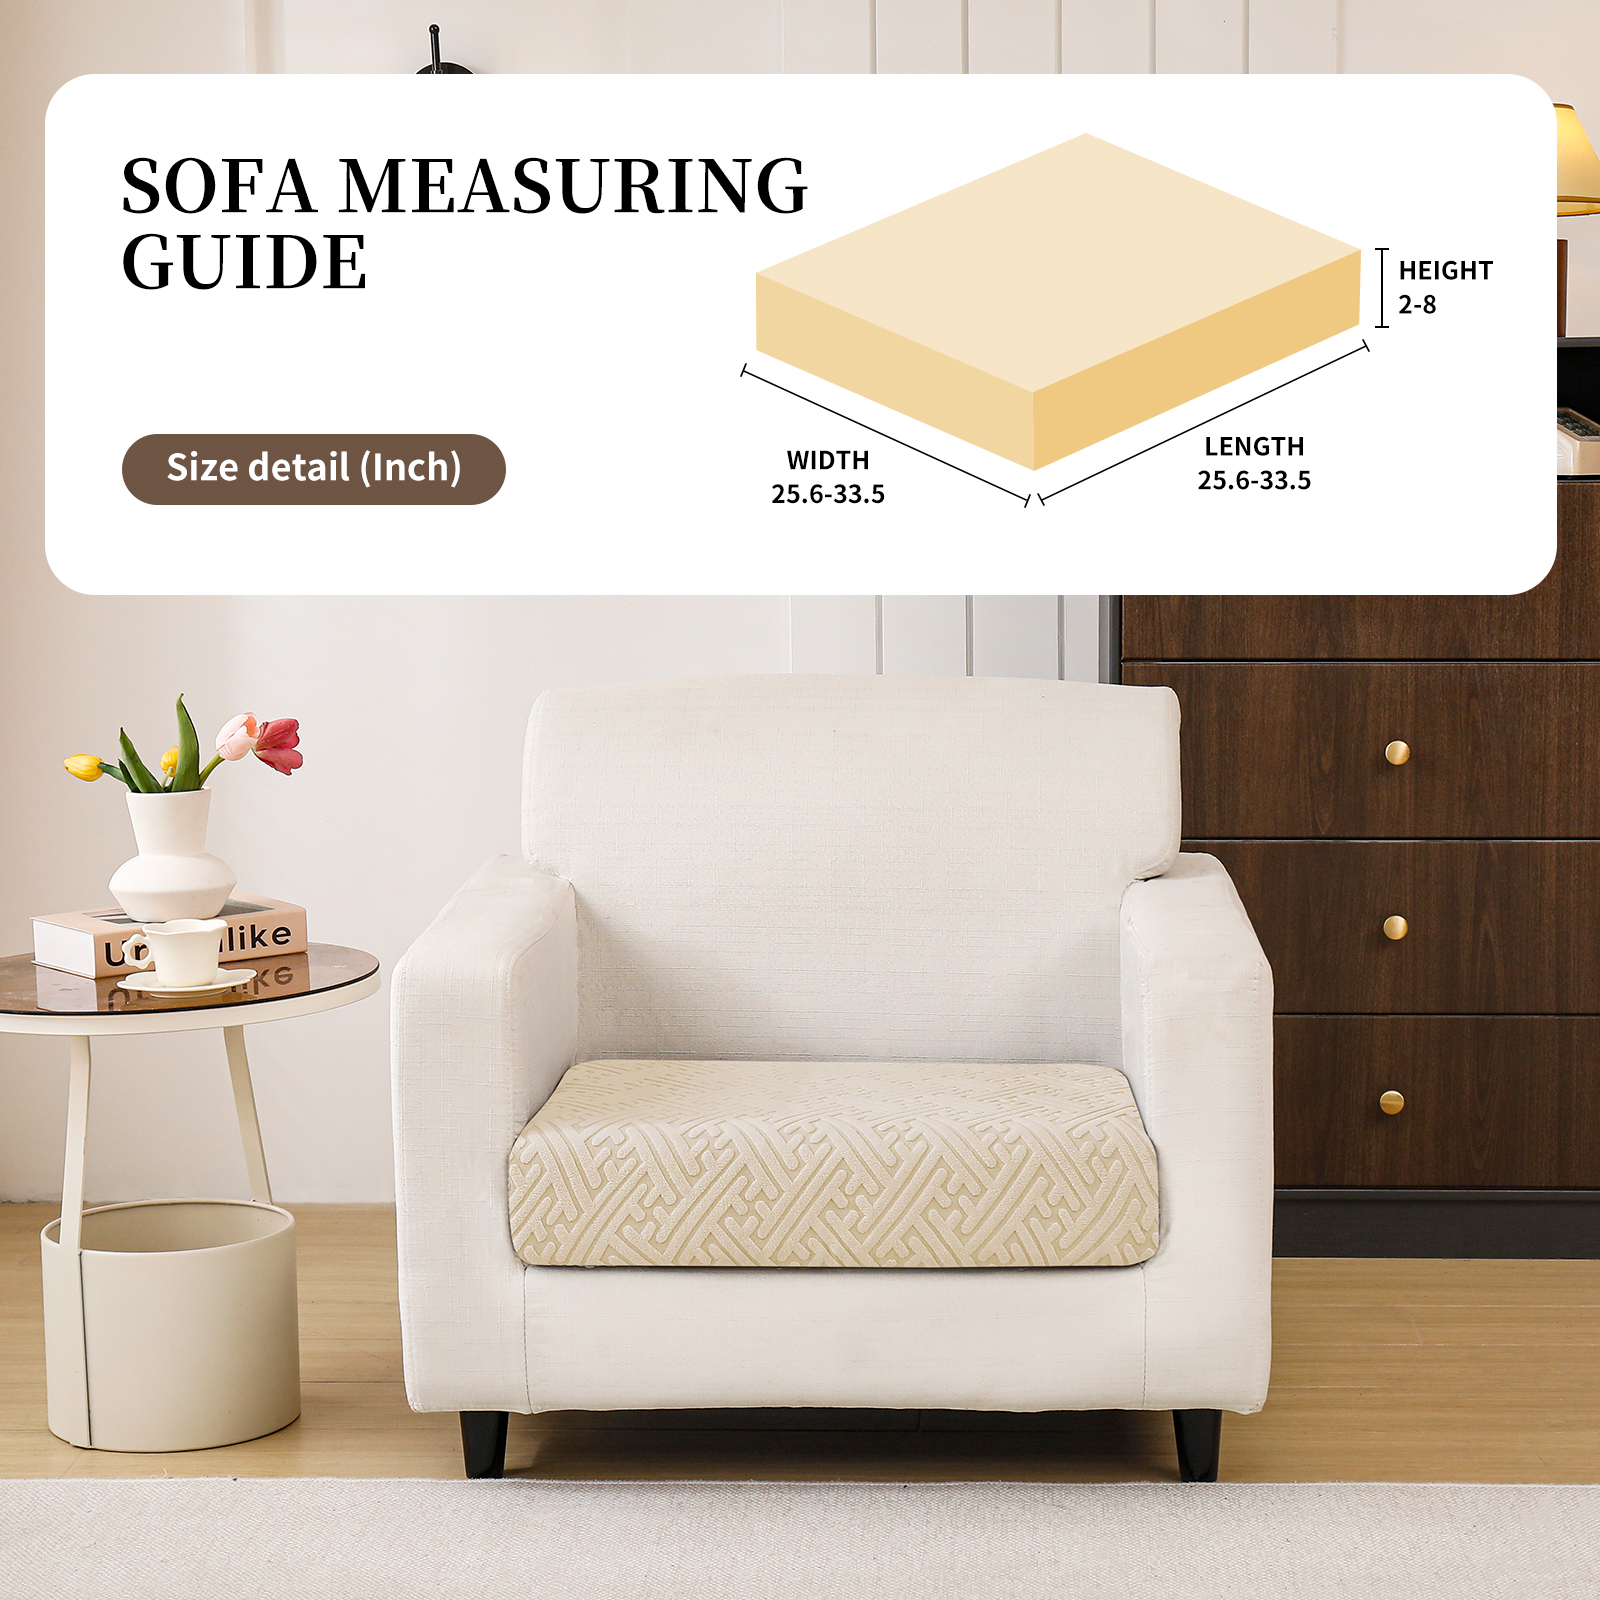 SOFA MEASURING
GUIDE
HEIGHT
2-8
LENGTH
25.6-33.5
WIDTH
25.6-33.5
Size detail (Inch)
like